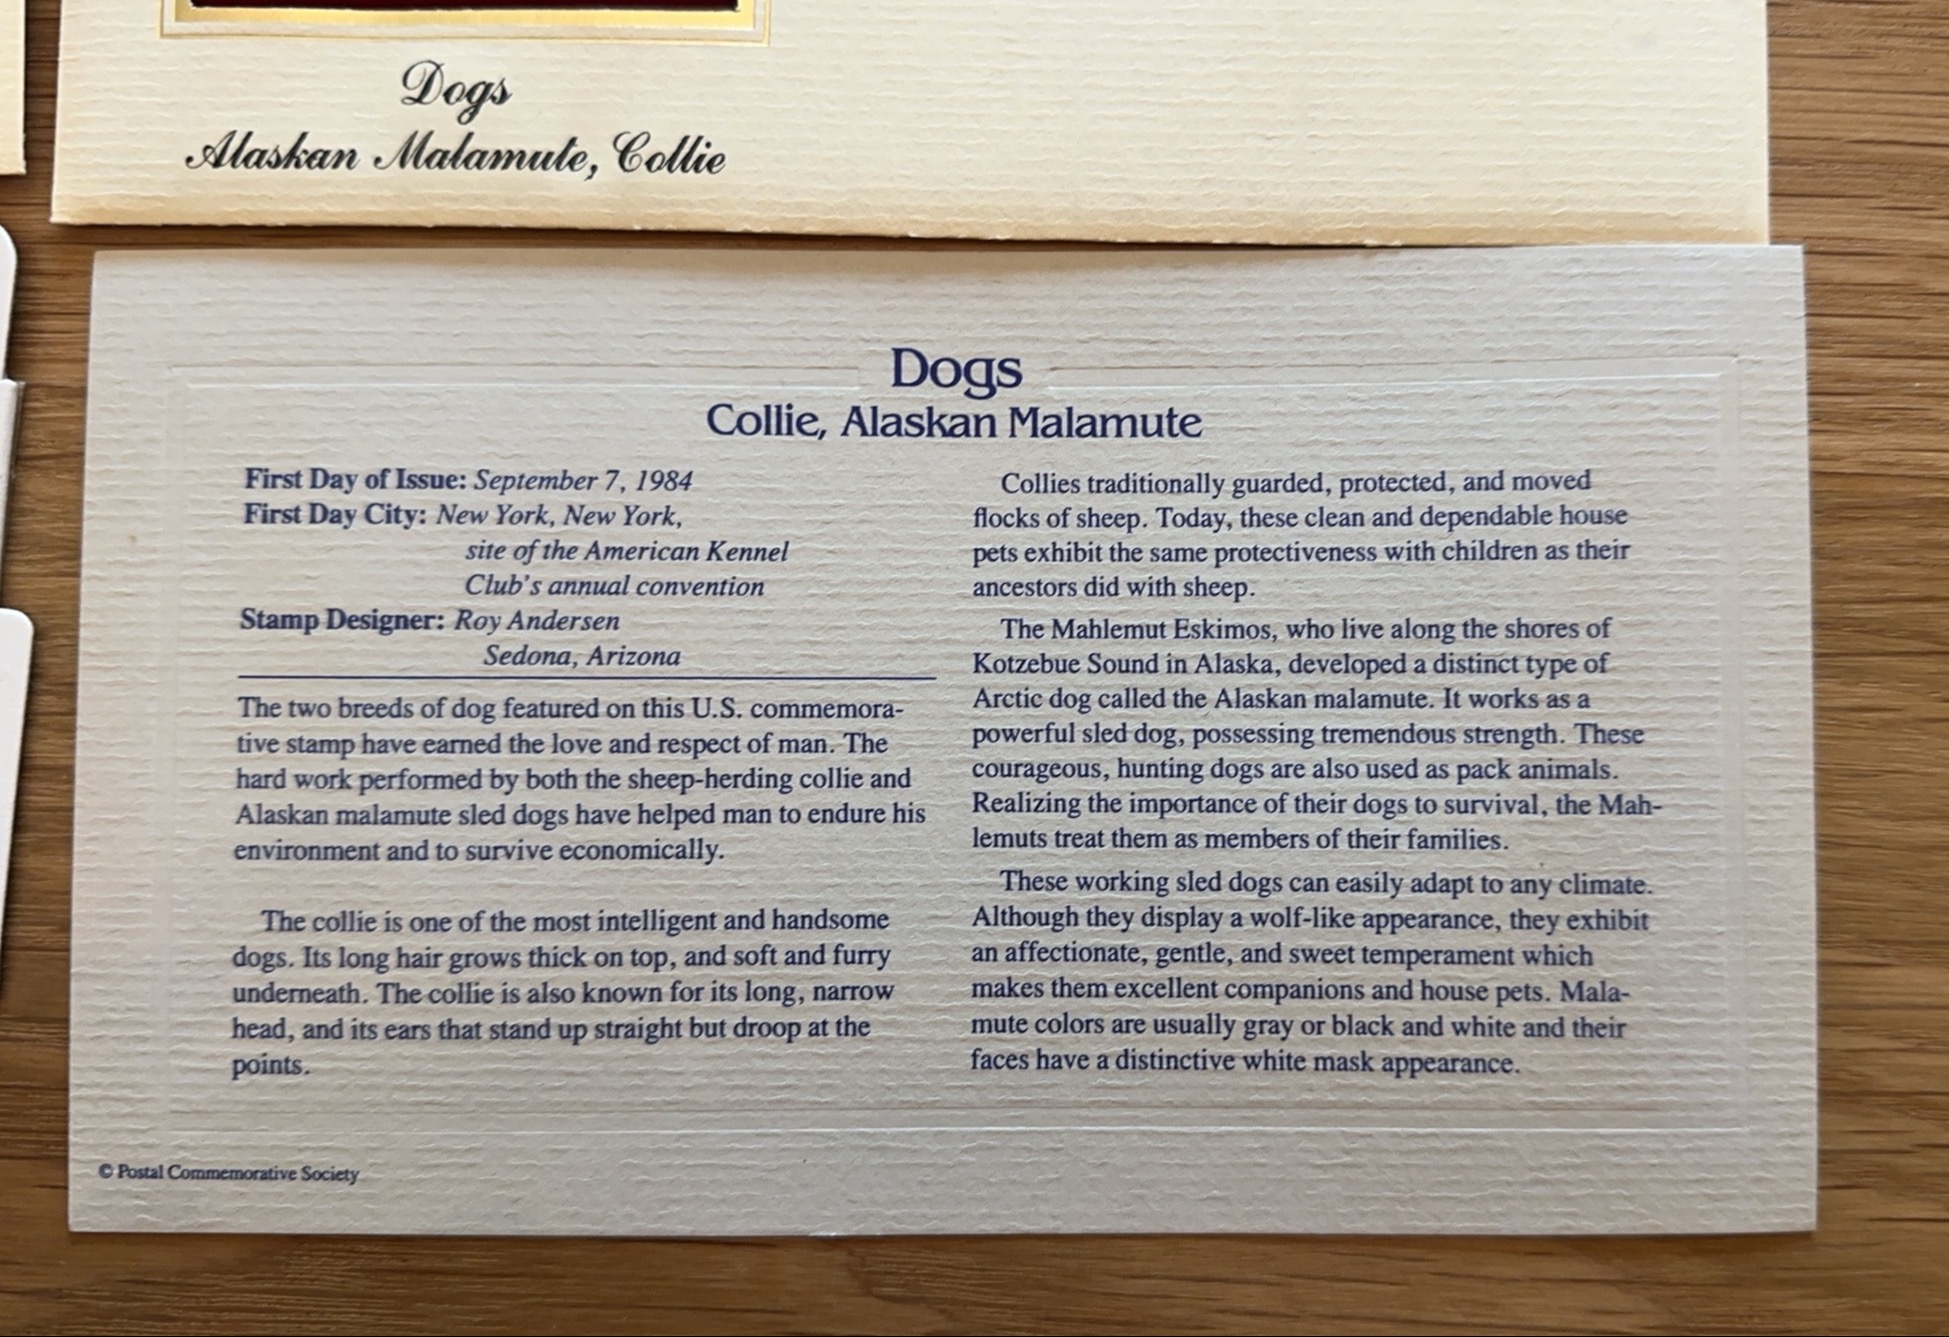 Dogs
Alaskan Malamute, Collie
Dogs
Collie, Alaskan Malamute
First Day of Issue: September 7, 1984
First Day City: New York, New York,
site of the American Kennel
Club's annual convention
Stamp Designer: Roy Andersen
Sedona, Arizona
The two breeds of dog featured on this U.S. commemora-
tive stamp have earned the love and respect of man. The
hard work performed by both the sheep-herding collie and
Alaskan malamute sled dogs have helped man to endure his
environment and to survive economically.
The collie is one of the most intelligent and handsome
dogs. Its long hair grows thick on top, and soft and furry
underneath. The collie is also known for its long, narrow
head, and its ears that stand up straight but droop at the
points.
Collies traditionally guarded, protected, and moved
flocks of sheep. Today, these clean and dependable house
pets exhibit the same protectiveness with children as their
ancestors did with sheep.
The Mahlemut Eskimos, who live along the shores of
Kotzebue Sound in Alaska, developed a distinct type of
Arctic dog called the Alaskan malamute. It works as a
powerful sled dog, possessing tremendous strength. These
courageous, hunting dogs are also used as pack animals.
Realizing the importance of their dogs to survival, the Mah-
lemuts treat them as members of their families.
These working sled dogs can easily adapt to any climate.
Although they display a wolf-like appearance, they exhibit
an affectionate, gentle, and sweet temperament which
makes them excellent companions and house pets. Mala-
mute colors are usually gray or black and white and their
faces have a distinctive white mask appearance.
© Postal Commemorative Society